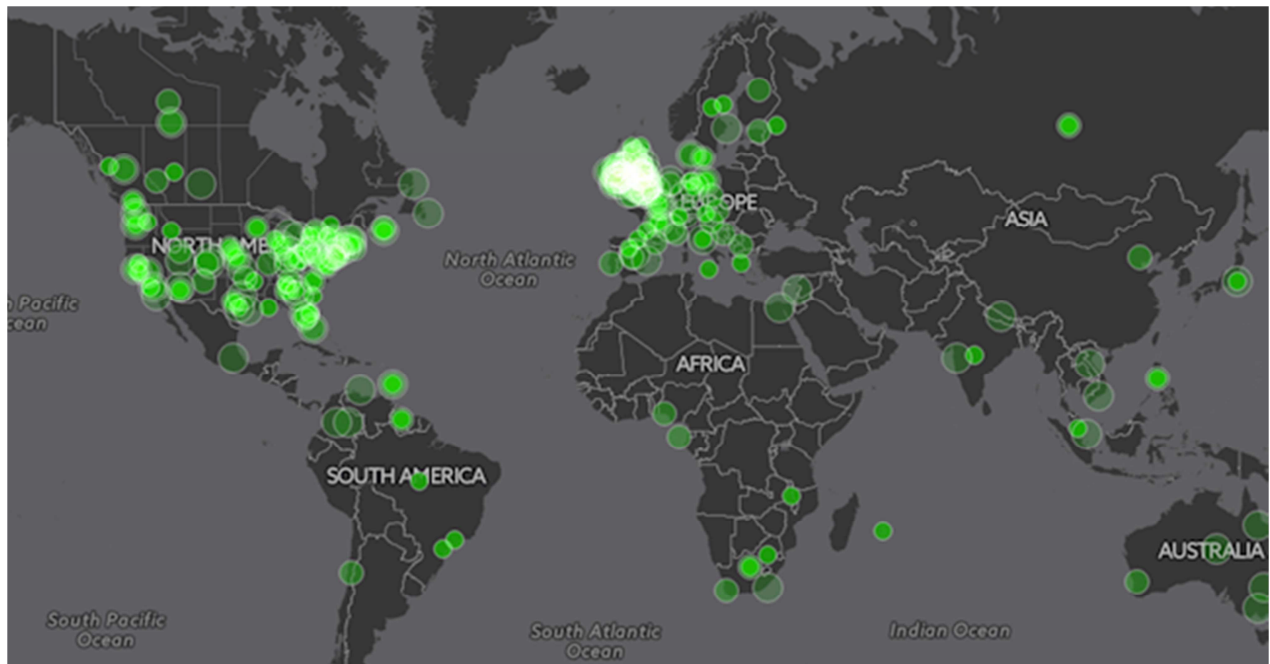 EUROPE
ASIA
NORTH AMERICA
North Atlantic
Ocean
h Pacific
cean
AFRICA
SOUTH AMERICA
AUSTRALIA
South Pacific
Ocean
South Atlantic
Ocean
Indian Ocean